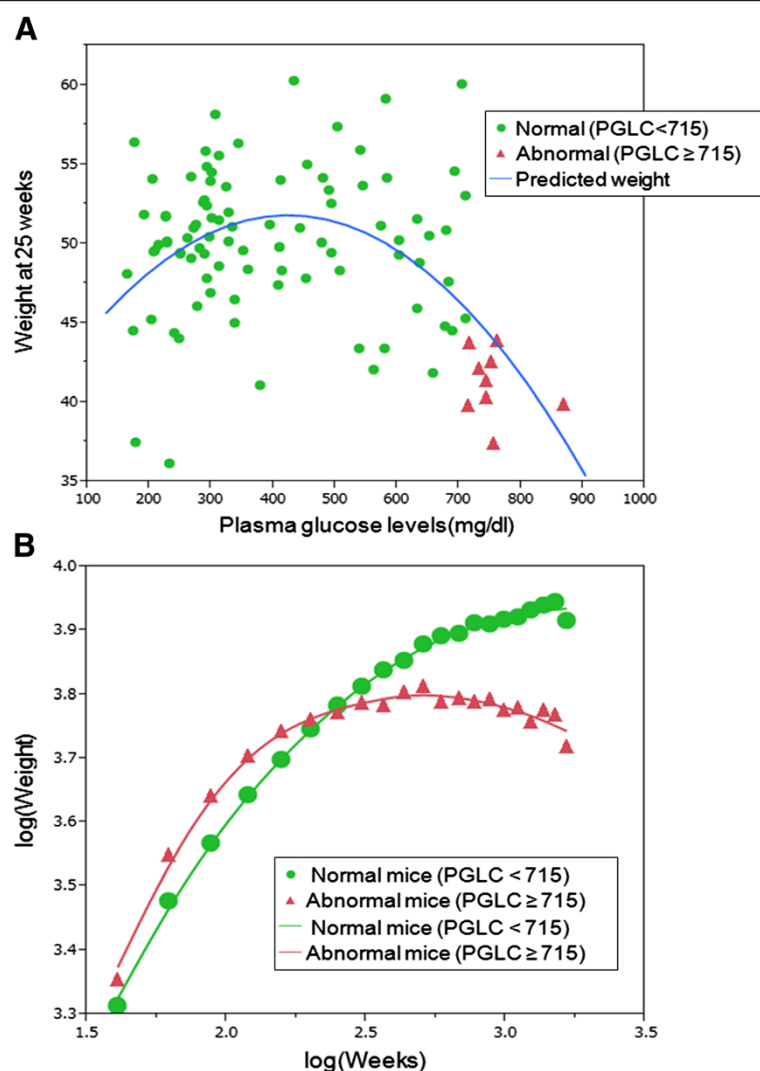 A
60
55
50
45
40
35
Weight at 25 weeks
Normal (PGLC<715)
Abnormal (PGLC ≥ 715)
Predicted weight
100 200 300 400 500 600 700 800 900 1000
Plasma glucose levels(mg/dl)
B
4.0
3.9
3.8
3.7
3.6
3.5
3.4
3.3
log(Weight)
Normal mice (PGLC < 715)
Abnormal mice (PGLC ≥ 715)
Normal mice (PGLC < 715)
Abnormal mice (PGLC ≥ 715)
1.5 2.0 2.5 3.0 3.5
log(Weeks)